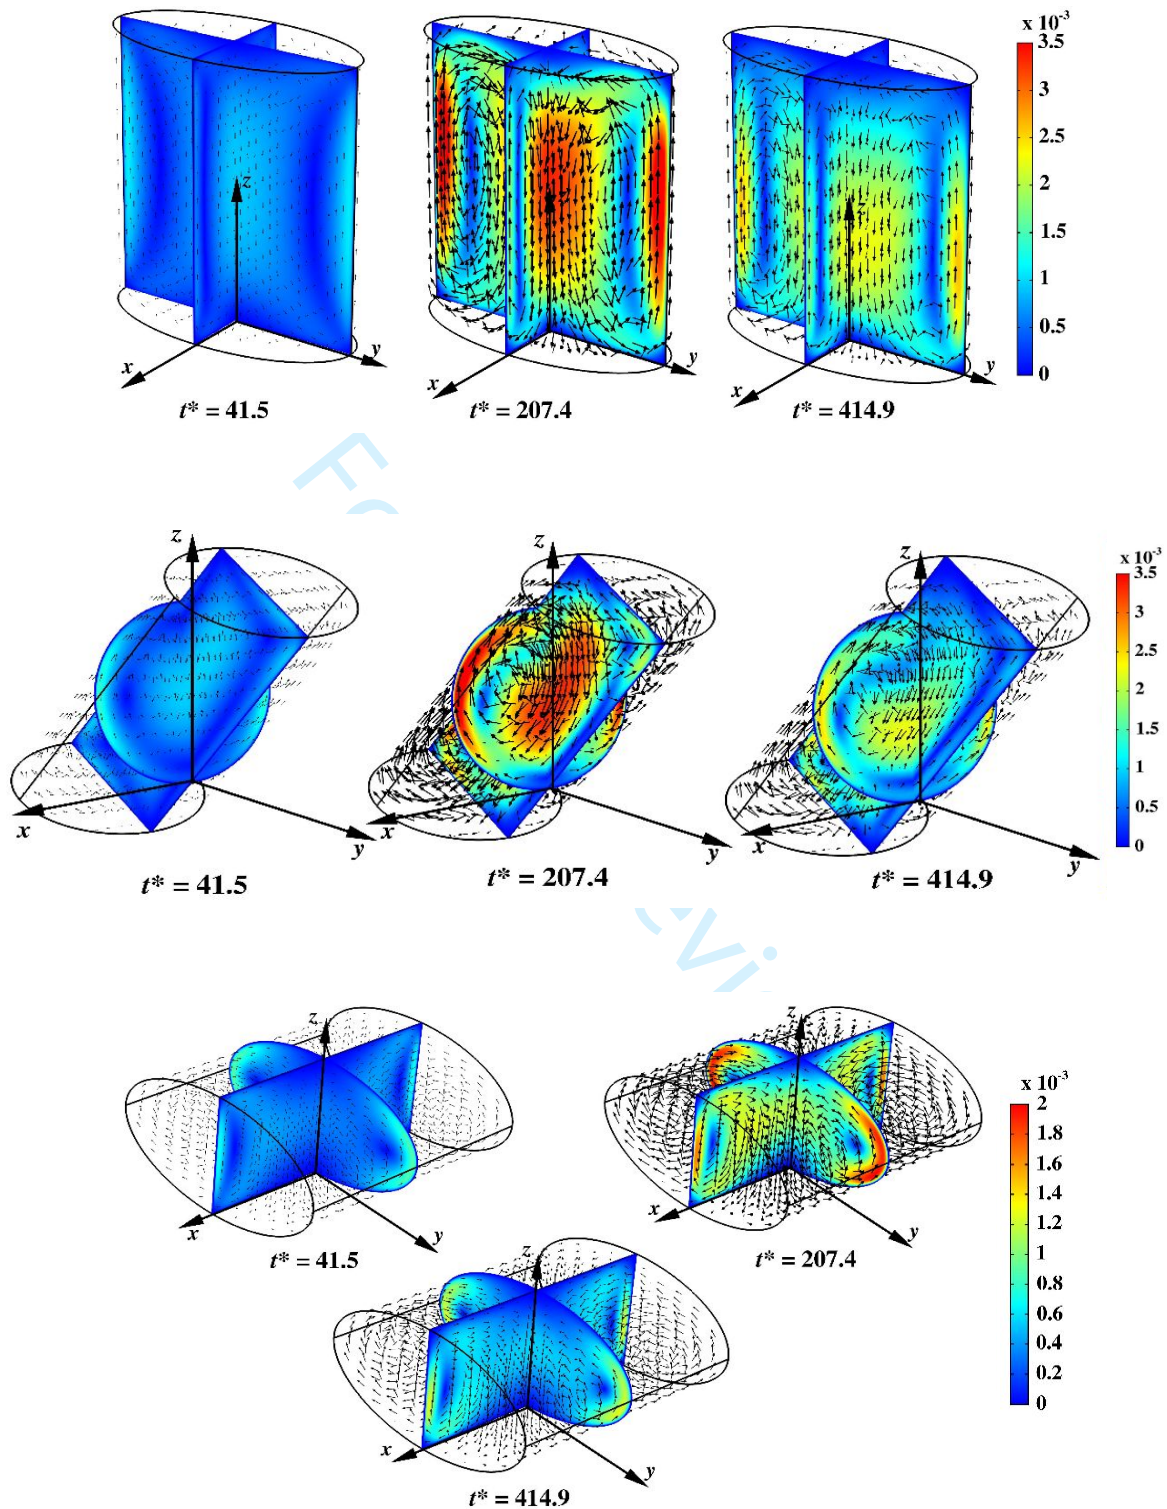 x 10-3
3.5
3
2.5
2
1.5
1
0.5
0
z
x
y
t* = 41.5
z
x
y
t* = 207.4
z
x
y
t* = 414.9
x 10-3
3.5
3
2.5
2
1.5
1
0.5
0
z
x
y
t* = 41.5
z
x
y
t* = 207.4
z
x
y
t* = 414.9
x 10-3
2
1.8
1.6
1.4
1.2
1
0.8
0.6
0.4
0.2
0
z
x
y
t* = 41.5
z
x
y
t* = 207.4
z
x
y
t* = 414.9